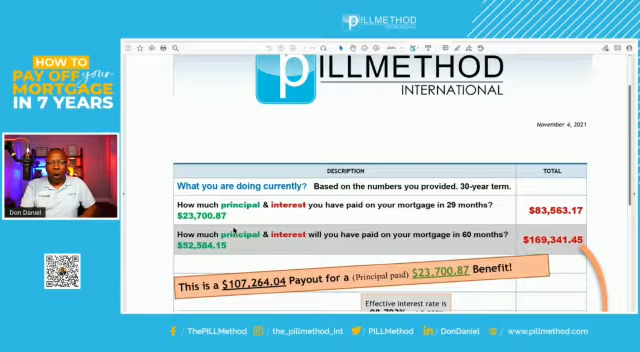 PILLMETHOD
INTERNATIONAL
HOW TO
PAY OFF your
MORTGAGE
IN 7 YEARS
Don Daniel
pILLMETHOD
INTERNATIONAL
November 4, 2021
DESCRIPTION TOTAL
What you are doing currently? Based on the numbers you provided. 30-year term.
How much principal & interest you have paid on your mortgage in 29 months? $83,563.17
$23,700.87
How much principal & interest will you have paid on your mortgage in 60 months? $169,341.45
$52,584.15
This is a $107,264.04 Payout for a (Principal paid) $23,700.87 Benefit!
Effective interest rate is
/ThePILLMethod the_pillmethod_int /PILLMethod /DonDaniel www.pillmethod.com